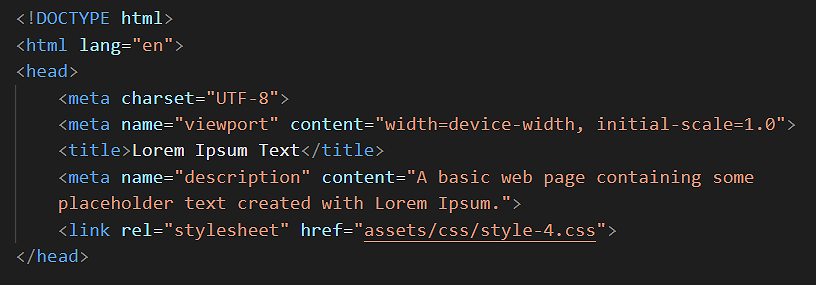 <!DOCTYPE html>
<html lang="en">
<head>
    <meta charset="UTF-8">
    <meta name="viewport" content="width=device-width, initial-scale=1.0">
    <title>Lorem Ipsum Text</title>
    <meta name="description" content="A basic web page containing some
    placeholder text created with Lorem Ipsum.">
    <link rel="stylesheet" href="assets/css/style-4.css">
</head>